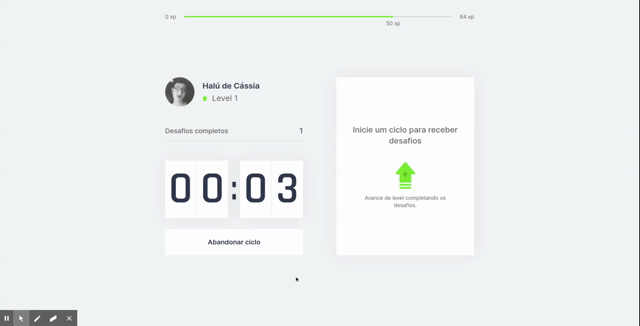 0 xp
50 xp
64 xp
Halú de Cássia
Level 1
Desafios completos 1
00:03
Abandonar ciclo
Inicie um ciclo para receber
desafios
Avance de level completando os
desafios.